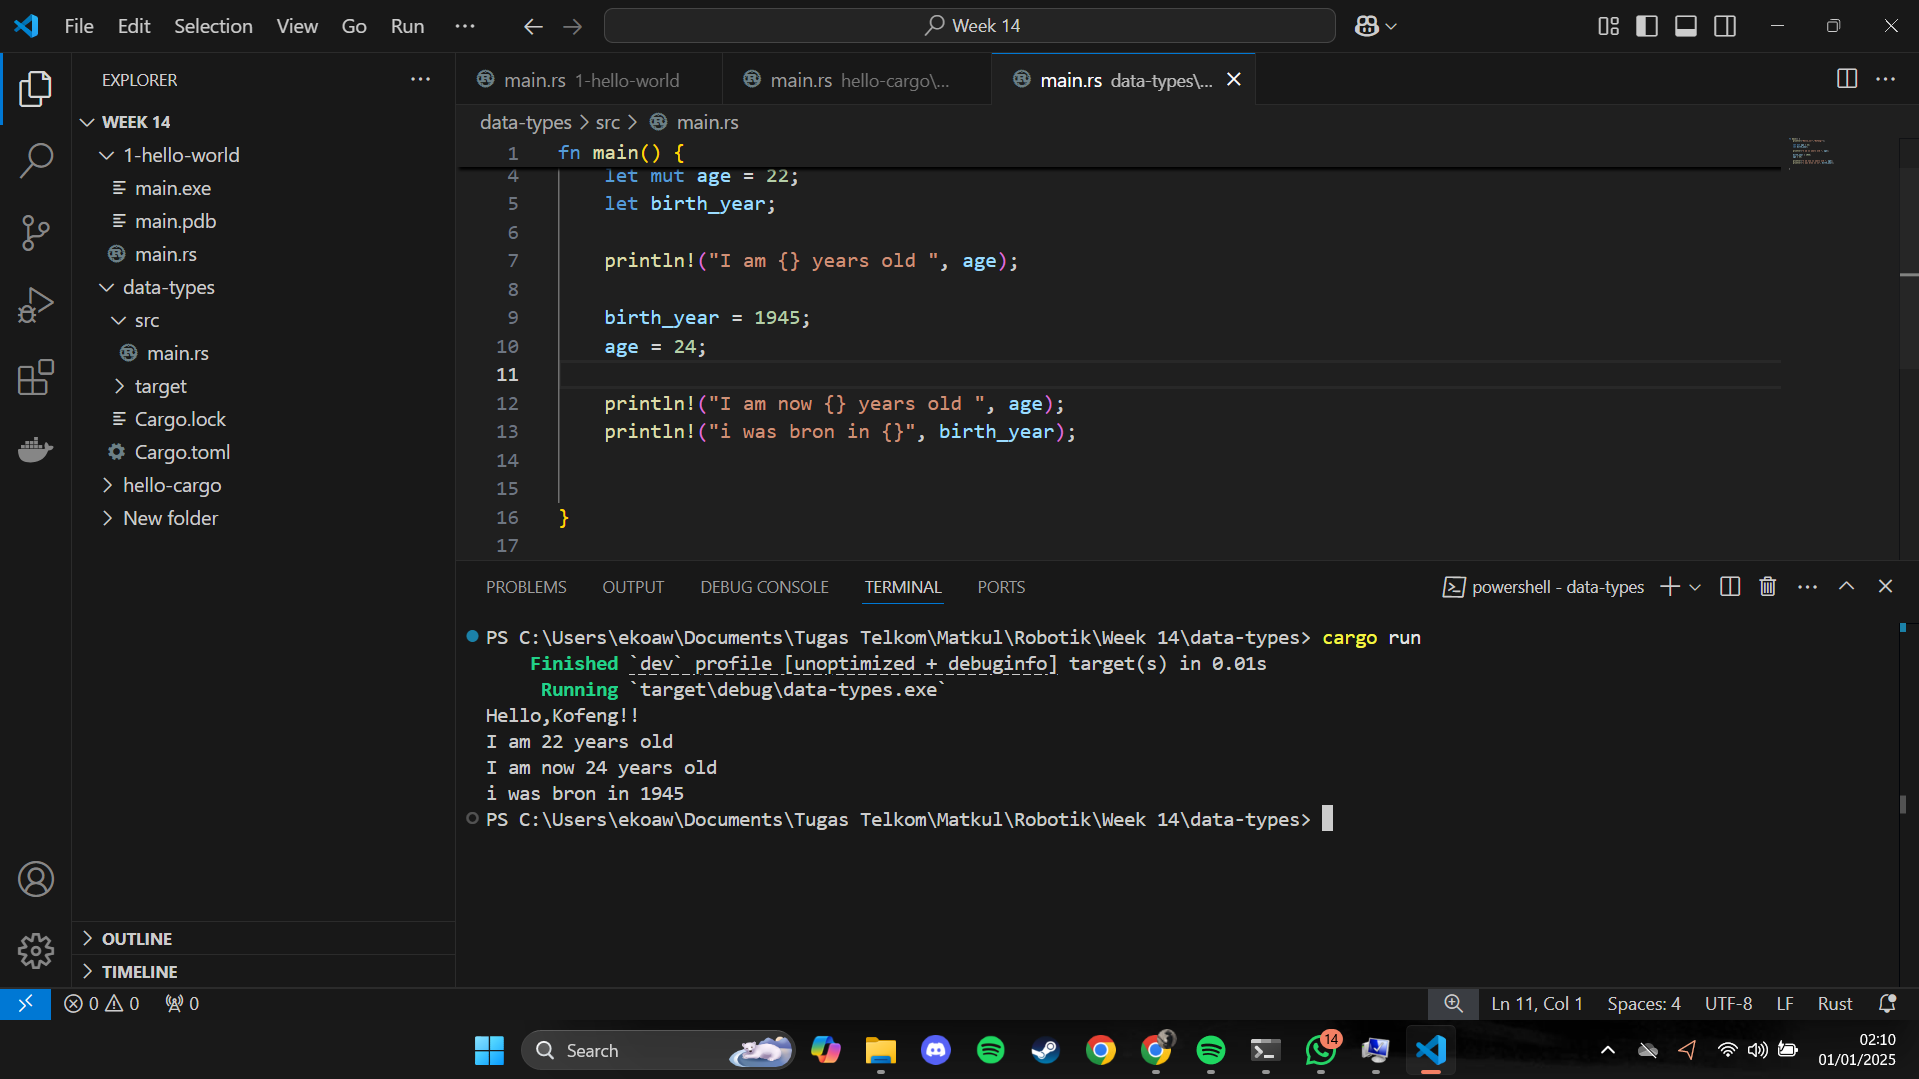 File Edit Selection View Go Run ··· Week 14
EXPLORER
WEEK 14
1-hello-world
main.exe
main.pdb
main.rs
data-types
src
main.rs
target
Cargo.lock
Cargo.toml
hello-cargo
New folder
OUTLINE
TIMELINE
main.rs 1-hello-world main.rs hello-cargo\... main.rs data-types\...
data-types > src > main.rs
1 fn main() {
4 let mut age = 22;
5 let birth_year;
6
7 println!("I am {} years old ", age);
8
9 birth_year = 1945;
10 age = 24;
11
12 println!("I am now {} years old ", age);
13 println!("i was bron in {}", birth_year);
14
15
16 }
17
PROBLEMS OUTPUT DEBUG CONSOLE TERMINAL PORTS powershell - data-types
PS C:\Users\ekoaw\Documents\Tugas Telkom\Matkul\Robotik\Week 14\data-types> cargo run
Finished `dev` profile [unoptimized + debuginfo] target(s) in 0.01s
Running `target\debug\data-types.exe`
Hello,Kofeng!!
I am 22 years old
I am now 24 years old
i was bron in 1945
PS C:\Users\ekoaw\Documents\Tugas Telkom\Matkul\Robotik\Week 14\data-types>
0 0 0 Ln 11, Col 1 Spaces: 4 UTF-8 LF Rust
Search 14 02:10
01/01/2025